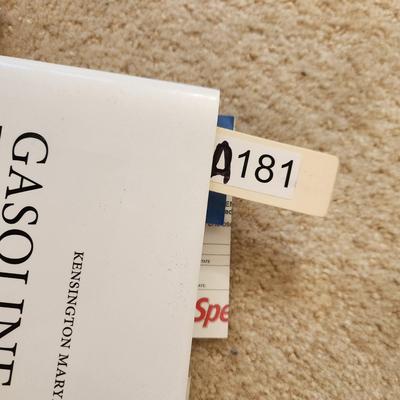 GASOLINE
KENSINGTON MARY
A181
Spe